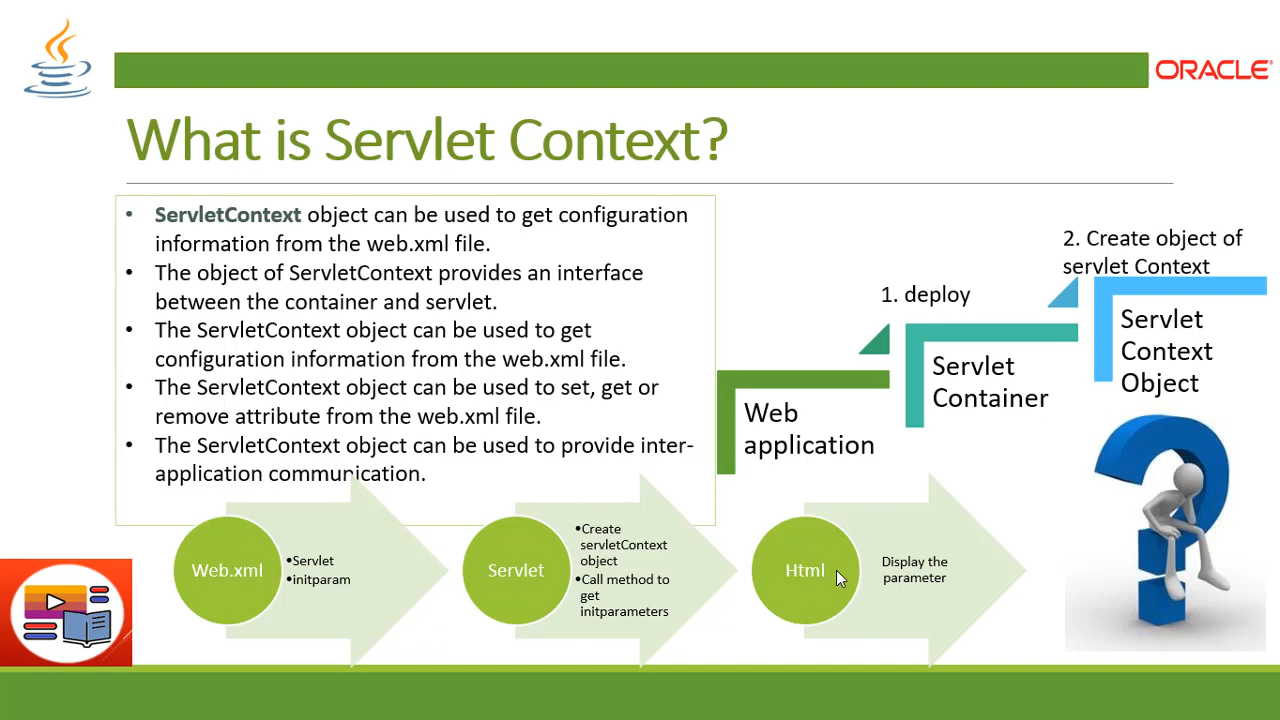 ORACLE
What is Servlet Context?
• ServletContext object can be used to get configuration
information from the web.xml file.
• The object of ServletContext provides an interface
between the container and servlet.
• The ServletContext object can be used to get
configuration information from the web.xml file.
• The ServletContext object can be used to set, get or
remove attribute from the web.xml file.
• The ServletContext object can be used to provide inter-
application communication.
1. deploy
2. Create object of
servlet Context
Web
application
Servlet
Container
Servlet
Context
Object
Web.xml
•Servlet
•initparam
Servlet
•Create
servletContext
object
•Call method to
get
initparameters
Html
Display the
parameter